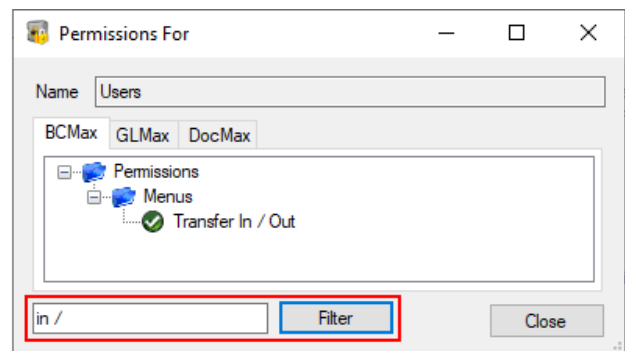 Permissions For
Name Users
BCMax GLMax DocMax
Permissions
Menus
Transfer In / Out
in / Filter Close